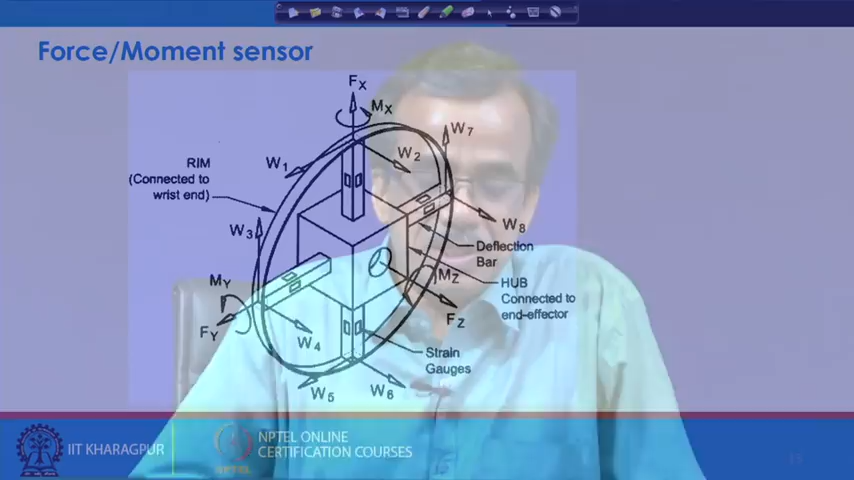 Force/Moment sensor
FX
MX
W7
W1
W2
RIM
(Connected to
wrist end)
W8
W3
Deflection
Bar
MZ
MY
HUB
Connected to
end-effector
FZ
FY
W4
Strain
Gauges
W5
W6
IIT KHARAGPUR
NPTEL
NPTEL ONLINE
CERTIFICATION COURSES